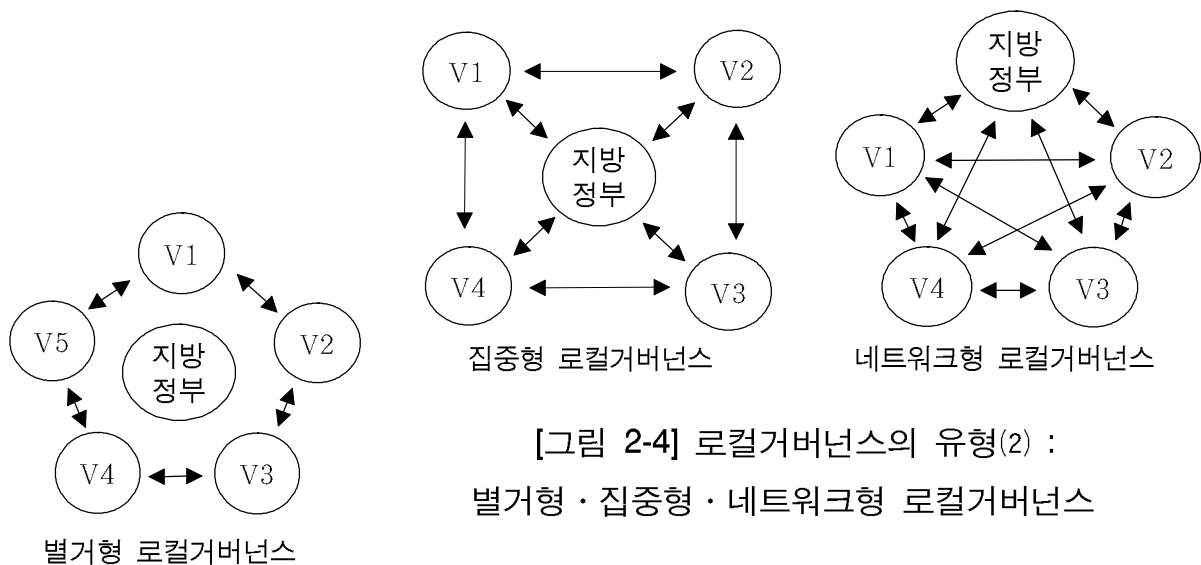 V1
V2
지방
정부
V4
V3
집중형 로컬거버넌스
지방
정부
V1
V2
V4
V3
네트워크형 로컬거버넌스
V1
V5
지방
정부
V2
V4
V3
별거형 로컬거버넌스
[그림 2-4] 로컬거버넌스의 유형(2) :
별거형·집중형·네트워크형 로컬거버넌스